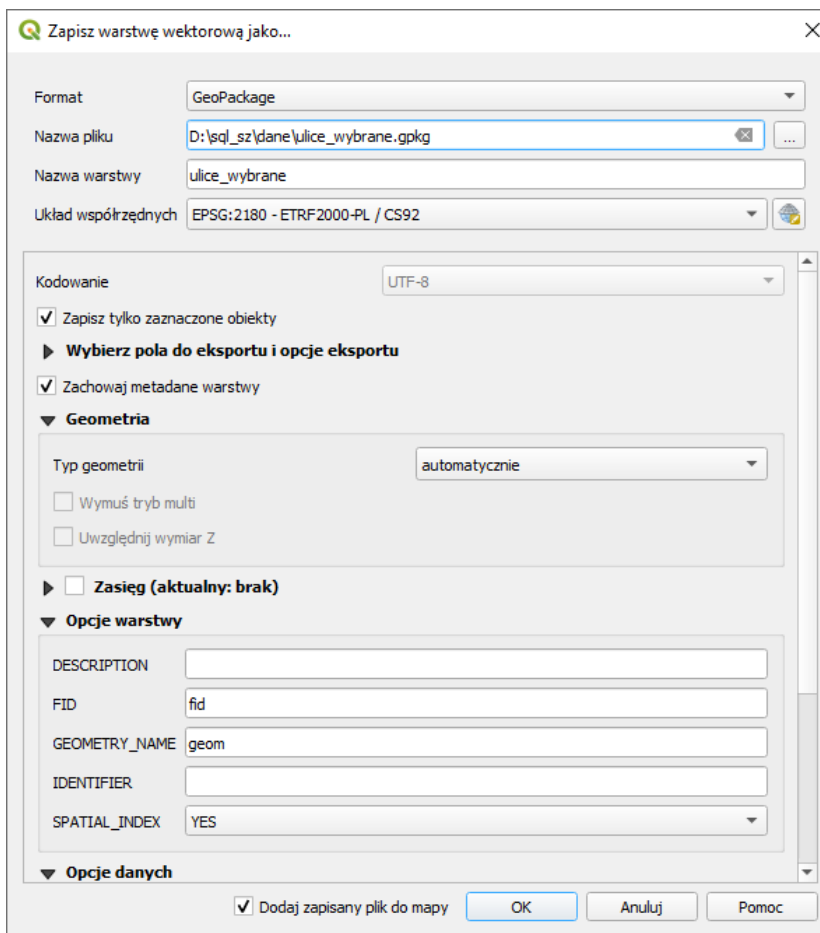 Zapisz warstwę wektorową jako...
Format GeoPackage
Nazwa pliku D:\sql_sz\dane\ulice_wybrane.gpkg ...
Nazwa warstwy ulice_wybrane
Układ współrzędnych EPSG:2180 - ETRF2000-PL / CS92
Kodowanie UTF-8
Zapisz tylko zaznaczone obiekty
Wybierz pola do eksportu i opcje eksportu
Zachowaj metadane warstwy
Geometria
Typ geometrii automatycznie
Wymuś tryb multi
Uwzględnij wymiar Z
Zasięg (aktualny: brak)
Opcje warstwy
DESCRIPTION
FID fid
GEOMETRY_NAME geom
IDENTIFIER
SPATIAL_INDEX YES
Opcje danych
Dodaj zapisany plik do mapy OK Anuluj Pomoc